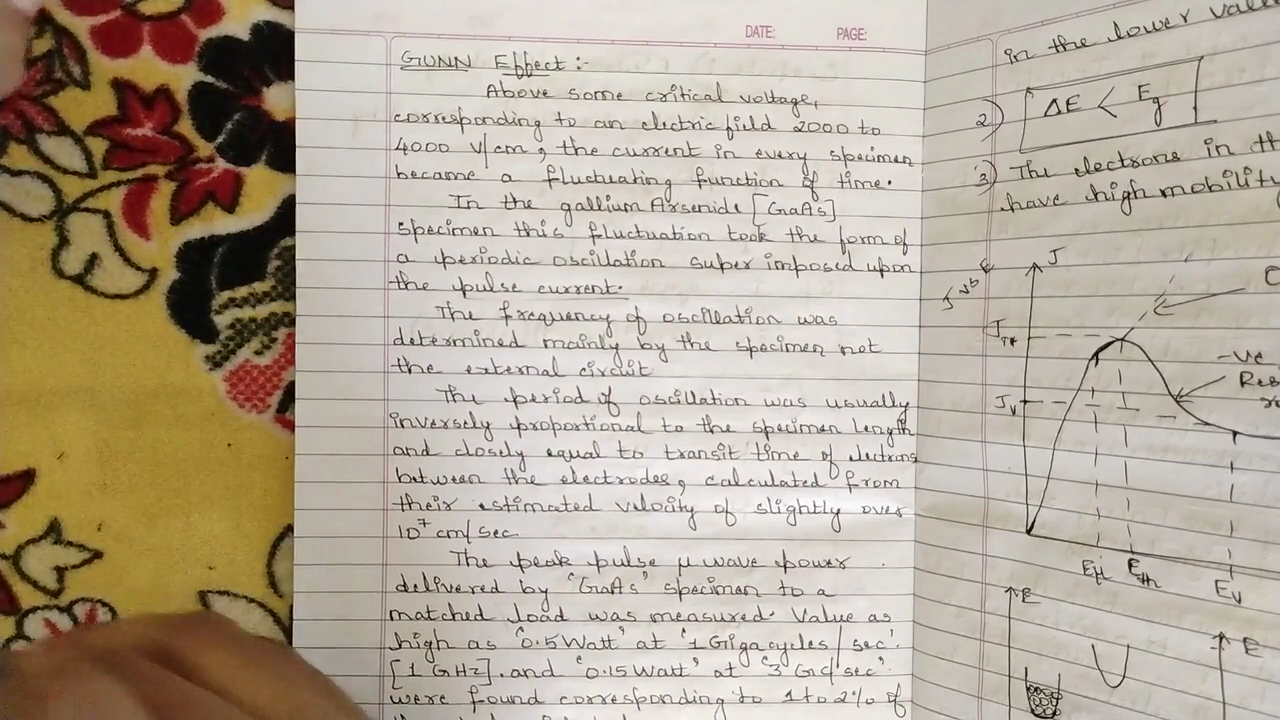 DATE: PAGE:
GUNN Effect :-
Above some critical voltage,
corresponding to an electric field 2000 to
4000 V/cm, the current in every specimen
became a fluctuating function of time.
In the gallium Arsenide [GaAs]
specimen this fluctuation took the form of
a periodic oscillation super imposed upon
the pulse current.
The frequency of oscillation was
determined mainly by the specimen not
the external circuit
The period of oscillation was usually
inversely proportional to the specimen length
and closely equal to transit time of electrons
between the electrodes, calculated from
their estimated velocity of slightly over
10⁷ cm/sec
The peak pulse μ wave power
delivered by 'GaAs' specimen to a
matched load was measured. Value as
high as '0.5 Watt' at '1 Gigacycles/sec'
[1 GHz]. and '0.15 Watt' at '3 Gc/sec'
were found corresponding to 1 to 2% of
in the lower
2) ΔE < Eg
3) The electrons in
have high mobility
J vs E
J
J_th
J_v
-Ve
E_th
E_v
E
E